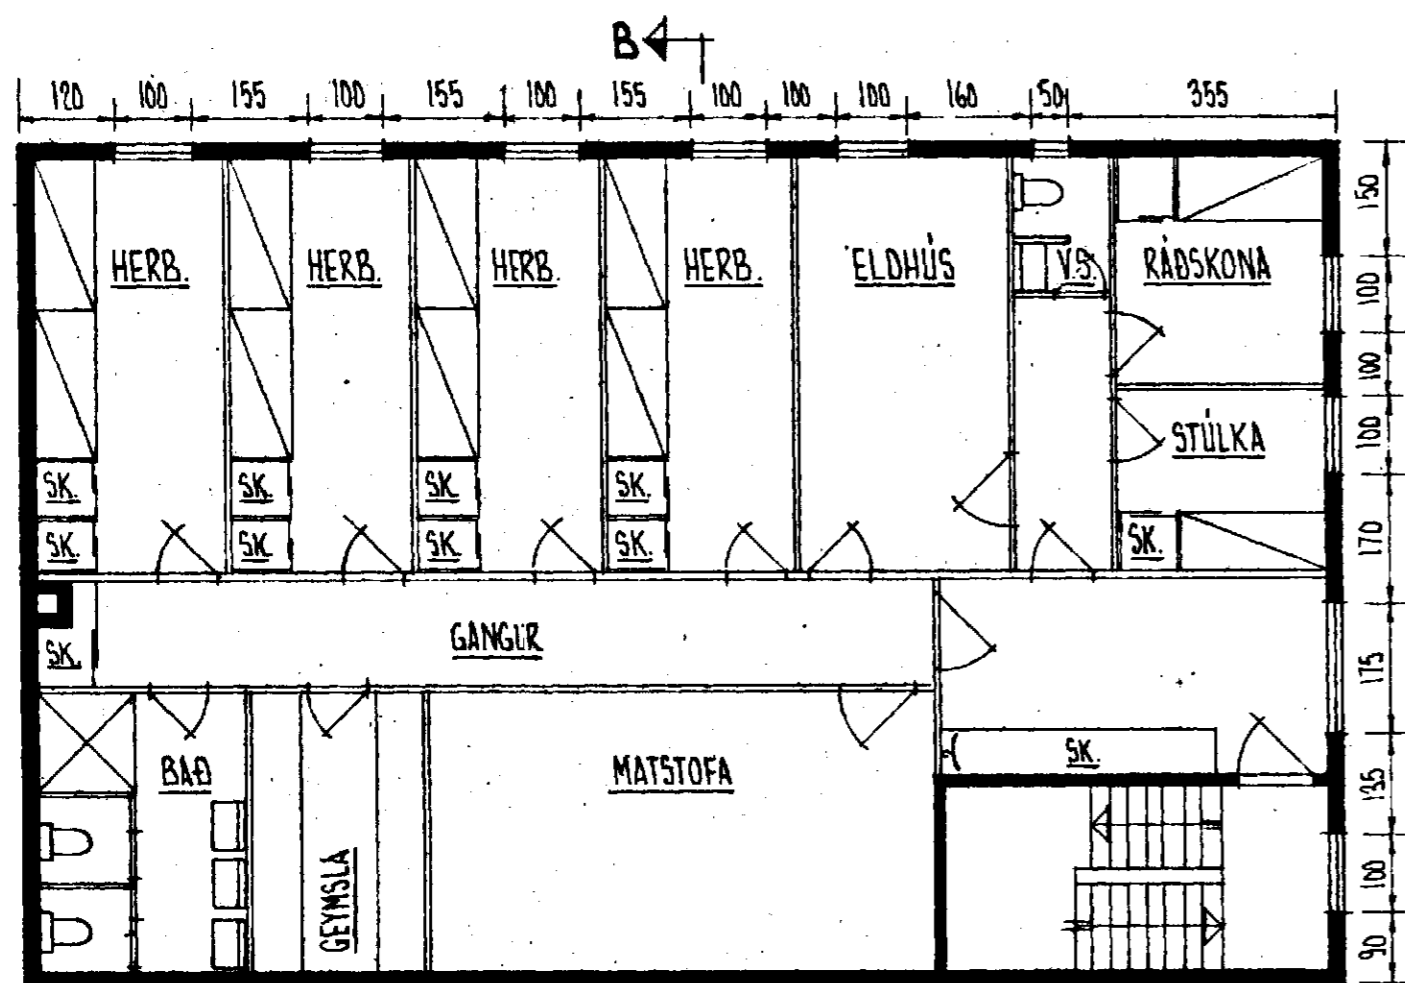 B
120 100 155 100 155 100 155 100 100 100 160 50 355
HERB. HERB. HERB. HERB. ELDHÚS V.S. RÁÐSKONA
150
100
100
STÚLKA
100
SK. SK. SK. SK.
SK. SK SK. SK. SK.
170
GANGUR
SK.
175
BAÐ MATSTOFA SK.
135
GEYMSLA
100
90